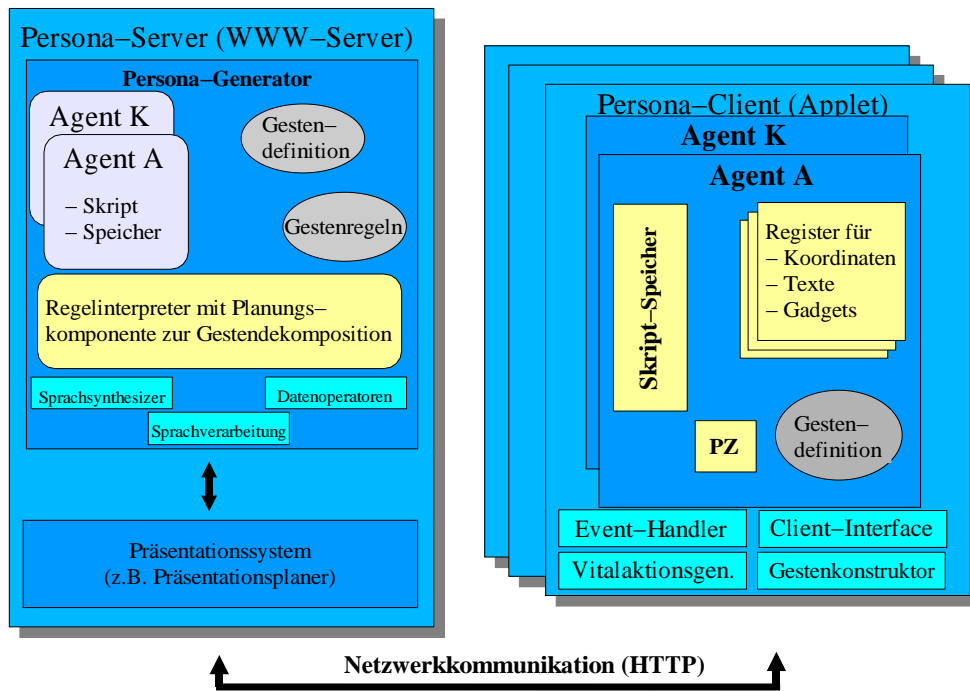 Persona–Server (WWW–Server)
Persona–Generator
Agent K
Agent A
– Skript
– Speicher
Gesten–
definition
Gestenregeln
Regelinterpreter mit Planungs–
komponente zur Gestendekomposition
Sprachsynthesizer
Datenoperatoren
Sprachverarbeitung
Präsentationssystem
(z.B. Präsentationsplaner)
Persona–Client (Applet)
Agent K
Agent A
Skript–Speicher
Register für
– Koordinaten
– Texte
– Gadgets
PZ
Gesten–
definition
Event–Handler
Client–Interface
Vitalaktionsgen.
Gestenkonstruktor
Netzwerkkommunikation (HTTP)